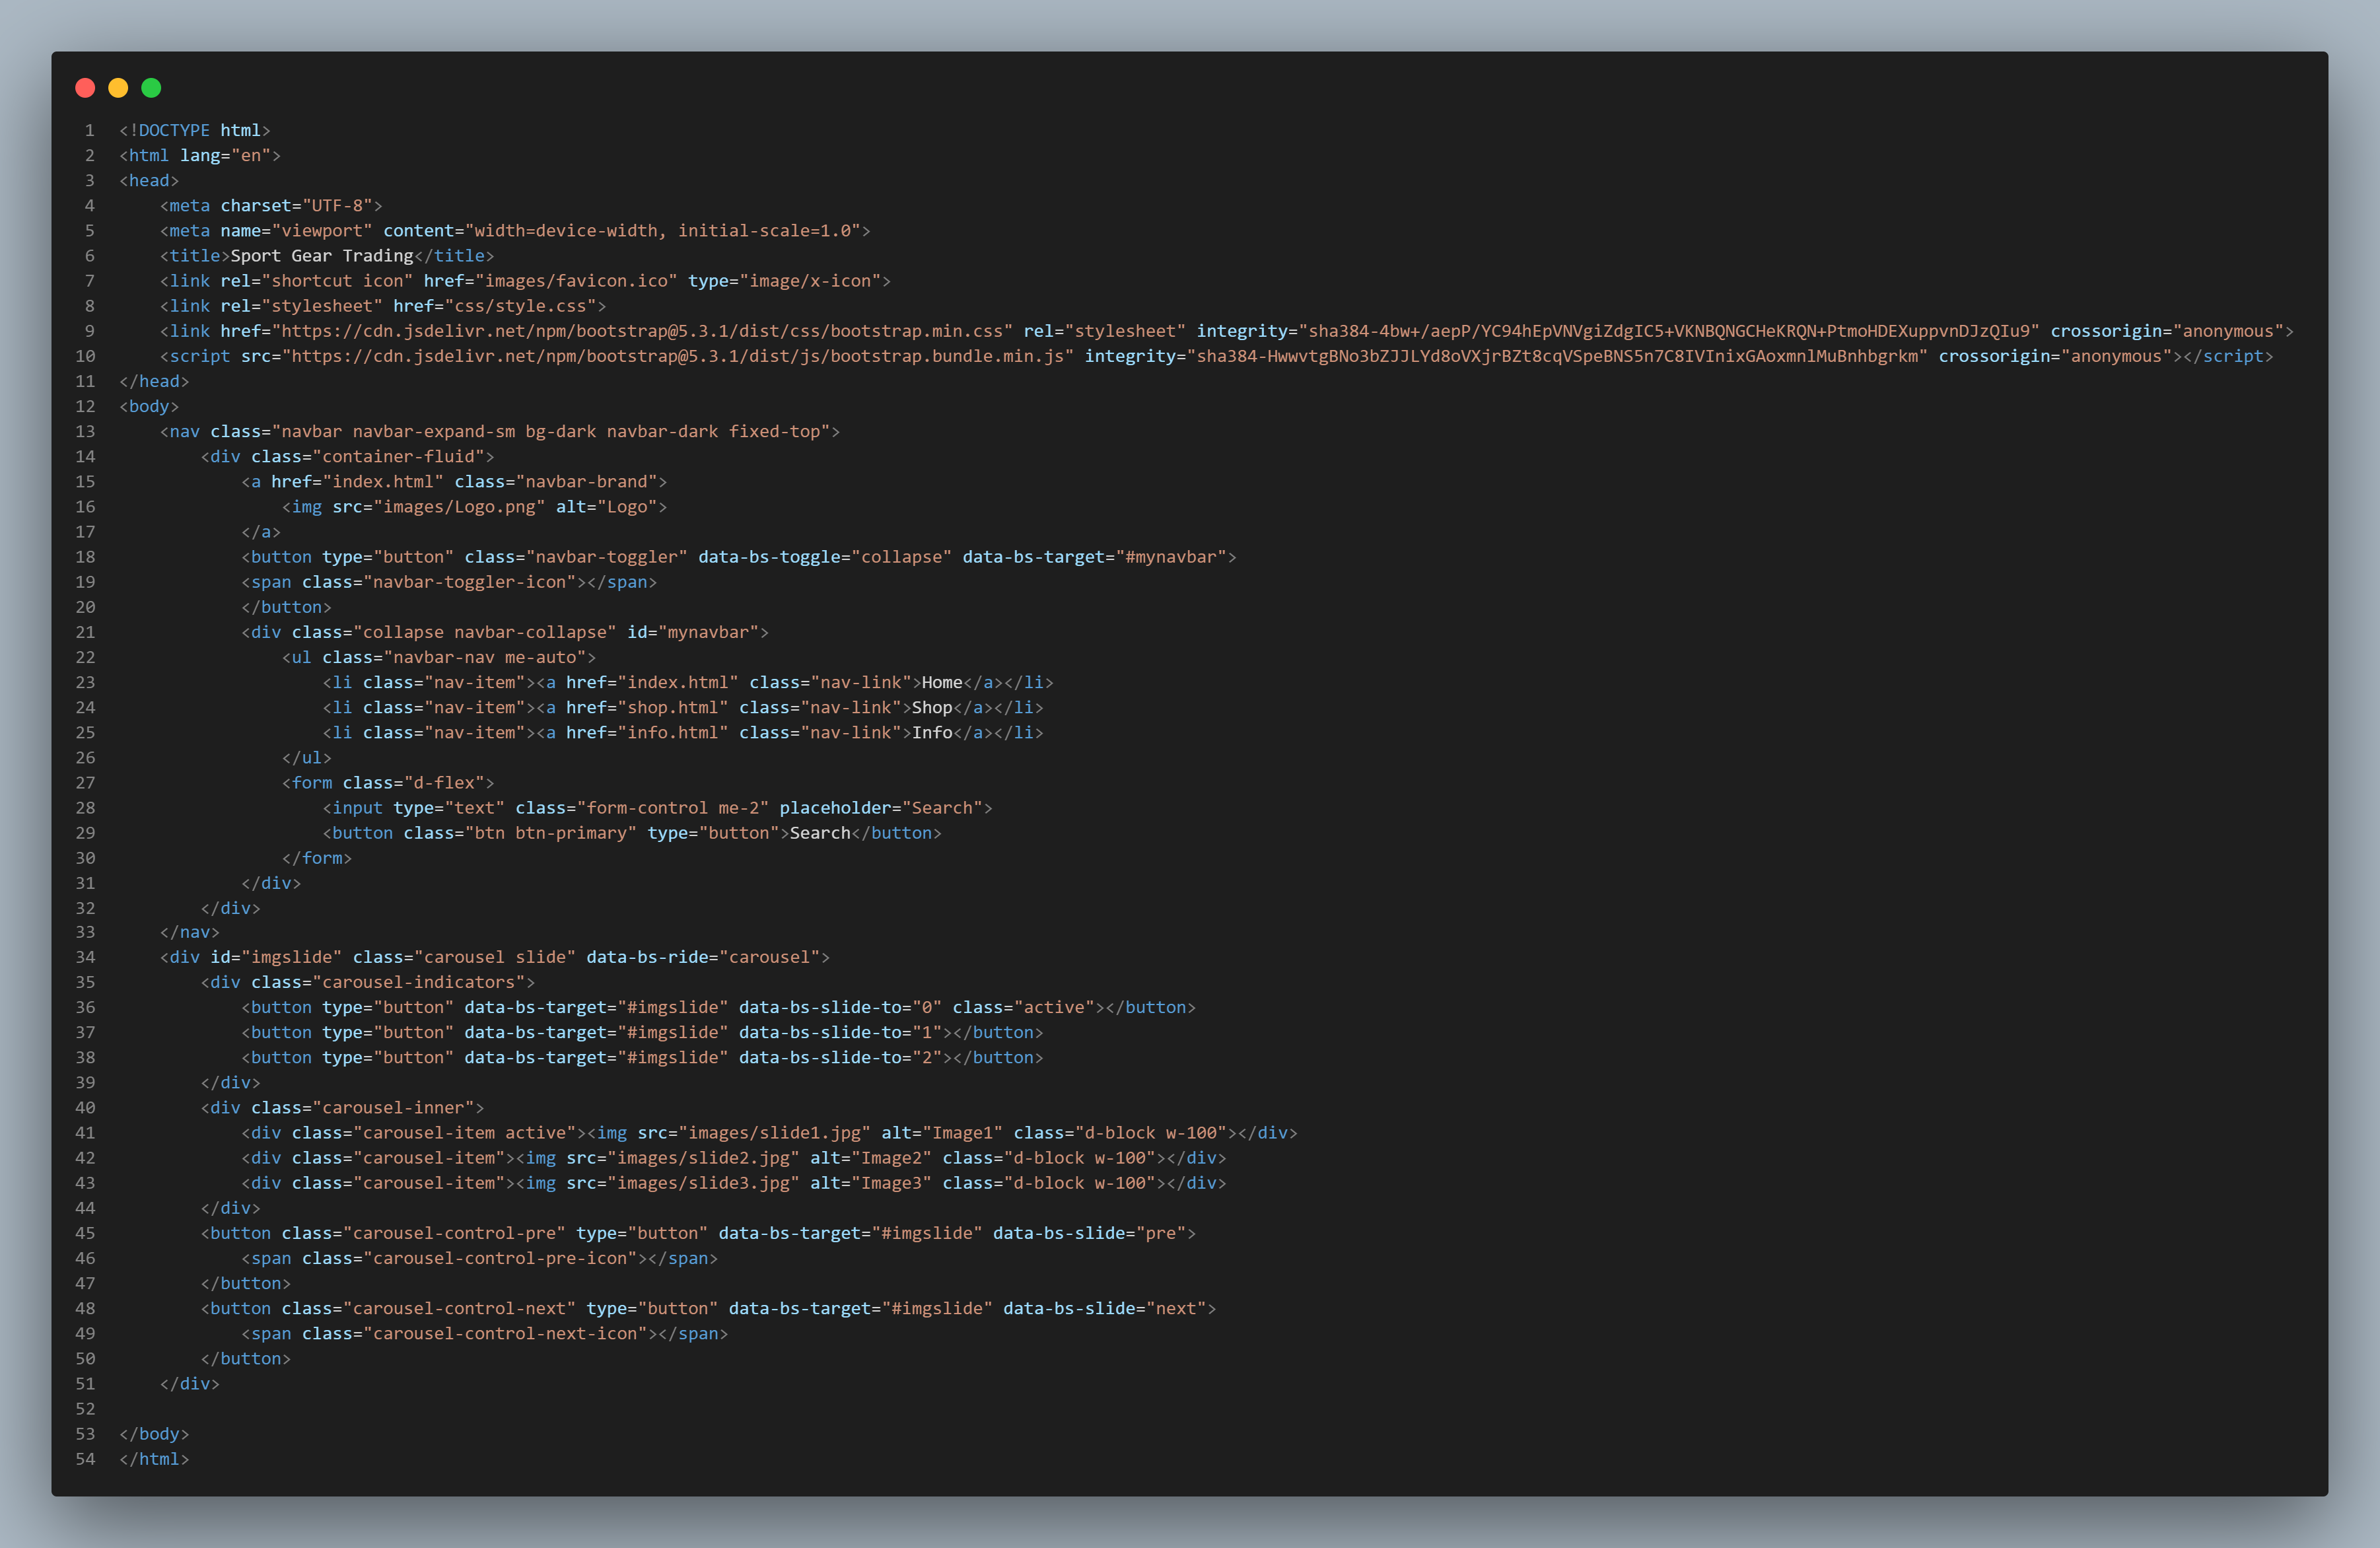 1 <!DOCTYPE html>
2 <html lang="en">
3 <head>
4     <meta charset="UTF-8">
5     <meta name="viewport" content="width=device-width, initial-scale=1.0">
6     <title>Sport Gear Trading</title>
7     <link rel="shortcut icon" href="images/favicon.ico" type="image/x-icon">
8     <link rel="stylesheet" href="css/style.css">
9     <link href="https://cdn.jsdelivr.net/npm/bootstrap@5.3.1/dist/css/bootstrap.min.css" rel="stylesheet" integrity="sha384-4bw+/aepP/YC94hEpVNVgiZdgIC5+VKNBQNGCHeKRQN+PtmoHDEXuppvnDJzQIu9" crossorigin="anonymous">
10     <script src="https://cdn.jsdelivr.net/npm/bootstrap@5.3.1/dist/js/bootstrap.bundle.min.js" integrity="sha384-HwwvtgBNo3bZJJLYd8oVXjrBZt8cqVSpeBNS5n7C8IVInixGAoxmnlMuBnhbgrkm" crossorigin="anonymous"></script>
11 </head>
12 <body>
13     <nav class="navbar navbar-expand-sm bg-dark navbar-dark fixed-top">
14         <div class="container-fluid">
15             <a href="index.html" class="navbar-brand">
16                 <img src="images/Logo.png" alt="Logo">
17             </a>
18             <button type="button" class="navbar-toggler" data-bs-toggle="collapse" data-bs-target="#mynavbar">
19             <span class="navbar-toggler-icon"></span>
20             </button>
21             <div class="collapse navbar-collapse" id="mynavbar">
22                 <ul class="navbar-nav me-auto">
23                     <li class="nav-item"><a href="index.html" class="nav-link">Home</a></li>
24                     <li class="nav-item"><a href="shop.html" class="nav-link">Shop</a></li>
25                     <li class="nav-item"><a href="info.html" class="nav-link">Info</a></li>
26                 </ul>
27                 <form class="d-flex">
28                     <input type="text" class="form-control me-2" placeholder="Search">
29                     <button class="btn btn-primary" type="button">Search</button>
30                 </form>
31             </div>
32         </div>
33     </nav>
34     <div id="imgslide" class="carousel slide" data-bs-ride="carousel">
35         <div class="carousel-indicators">
36             <button type="button" data-bs-target="#imgslide" data-bs-slide-to="0" class="active"></button>
37             <button type="button" data-bs-target="#imgslide" data-bs-slide-to="1"></button>
38             <button type="button" data-bs-target="#imgslide" data-bs-slide-to="2"></button>
39         </div>
40         <div class="carousel-inner">
41             <div class="carousel-item active"><img src="images/slide1.jpg" alt="Image1" class="d-block w-100"></div>
42             <div class="carousel-item"><img src="images/slide2.jpg" alt="Image2" class="d-block w-100"></div>
43             <div class="carousel-item"><img src="images/slide3.jpg" alt="Image3" class="d-block w-100"></div>
44         </div>
45         <button class="carousel-control-pre" type="button" data-bs-target="#imgslide" data-bs-slide="pre">
46             <span class="carousel-control-pre-icon"></span>
47         </button>
48         <button class="carousel-control-next" type="button" data-bs-target="#imgslide" data-bs-slide="next">
49             <span class="carousel-control-next-icon"></span>
50         </button>
51     </div>
52
53 </body>
54 </html>